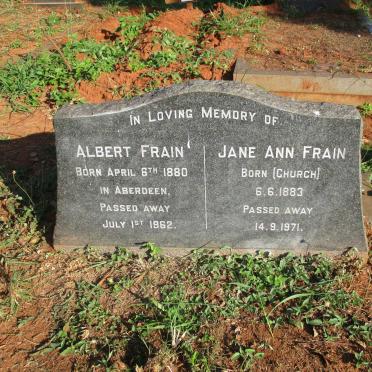 In Loving Memory Of
Albert Frain
Born April 6th 1880
in Aberdeen,
Passed away
July 1st 1962.
Jane Ann Frain
Born (Church)
6.6.1883
Passed away
14.9.1971.